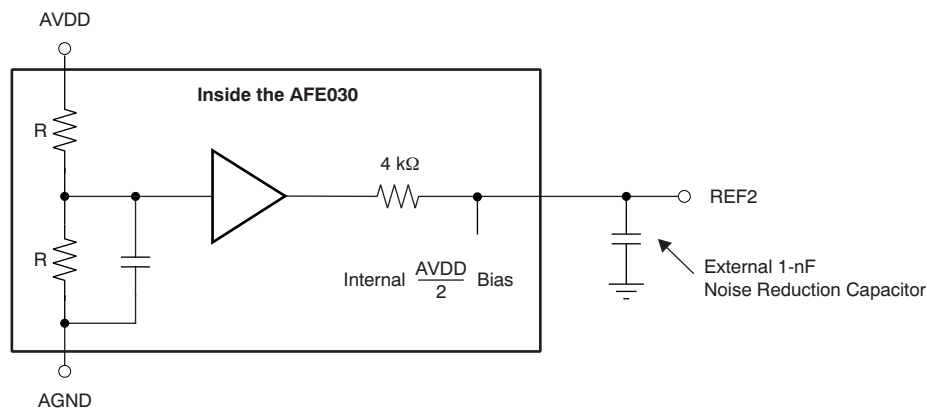 AVDD
Inside the AFE030
R
4 kΩ
REF2
R
Internal AVDD/2 Bias
External 1-nF
Noise Reduction Capacitor
AGND